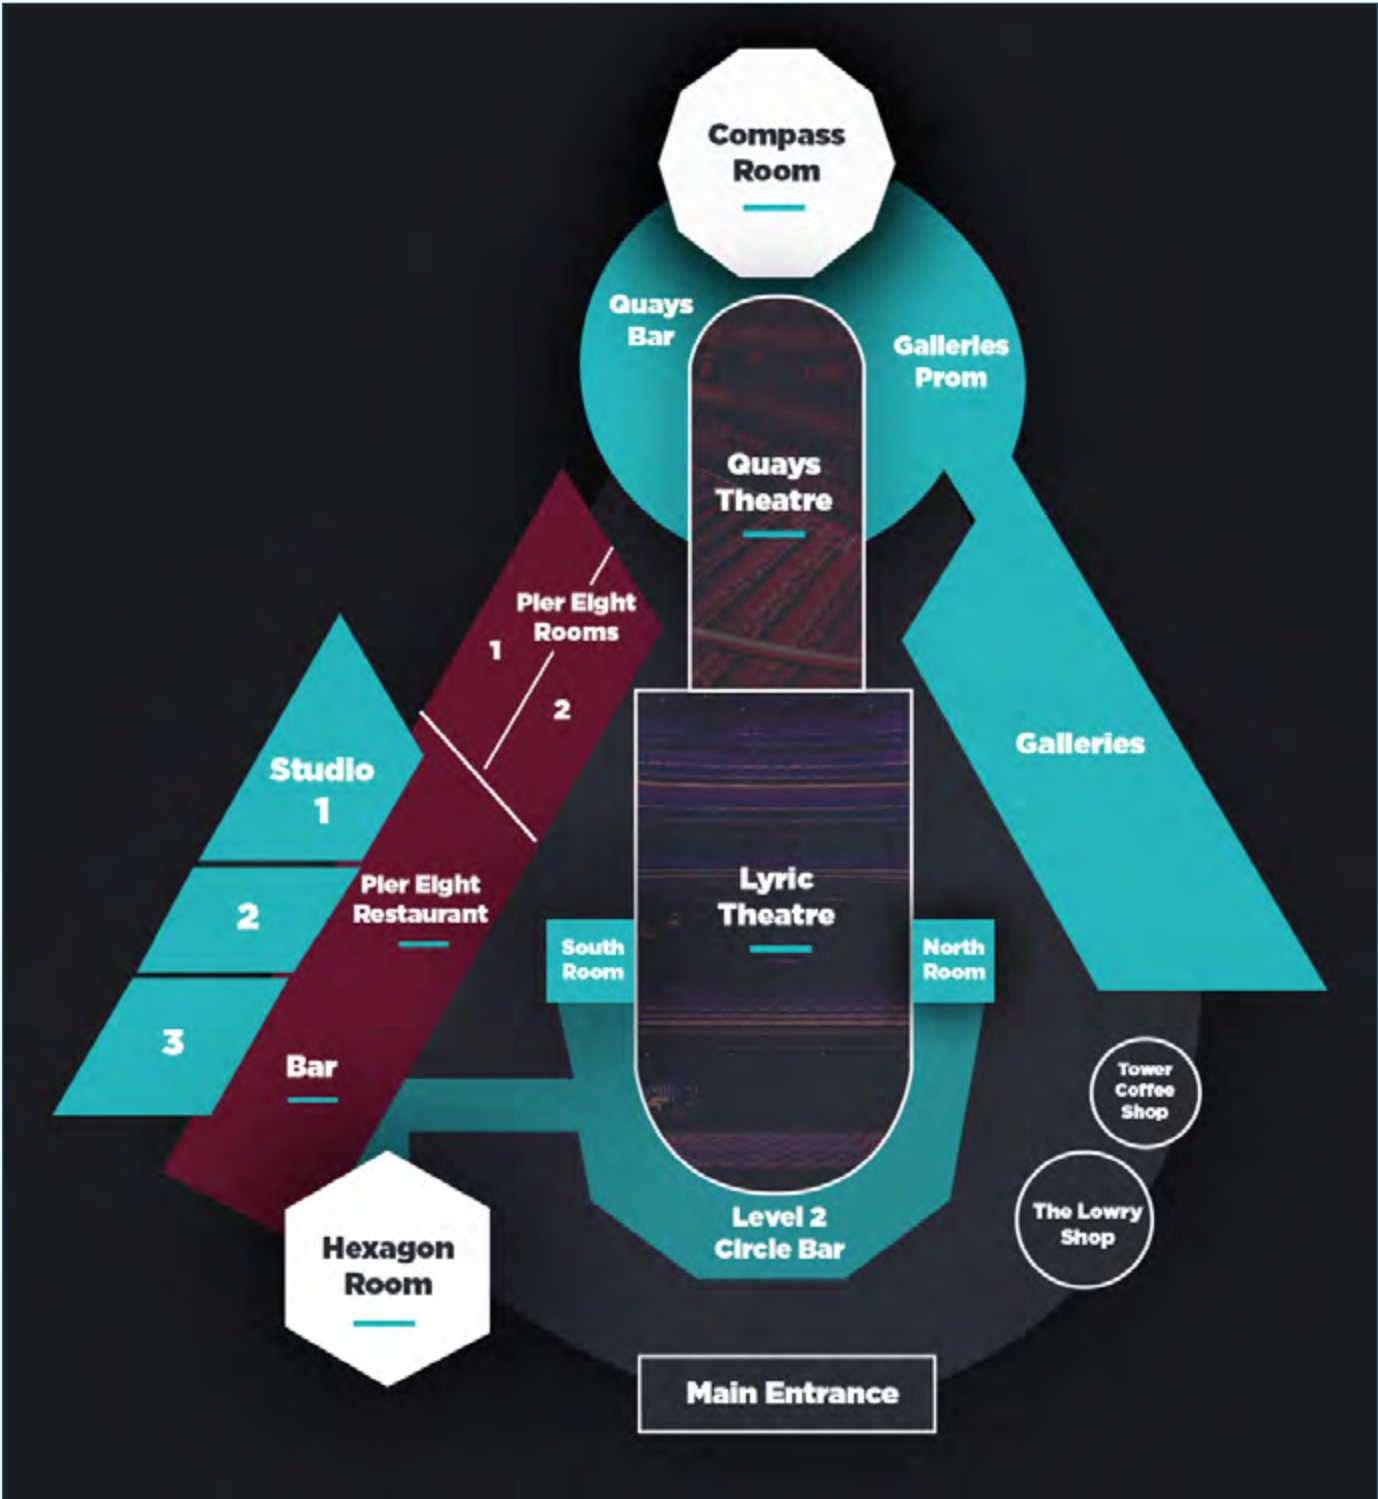 Compass
Room
Quays
Bar
Galleries
Prom
Quays
Theatre
Pier Eight
Rooms
1
2
Studio
1
2
3
Galleries
Pier Eight
Restaurant
Bar
Lyric
Theatre
South
Room
North
Room
Tower
Coffee
Shop
The Lowry
Shop
Level 2
Circle Bar
Hexagon
Room
Main Entrance